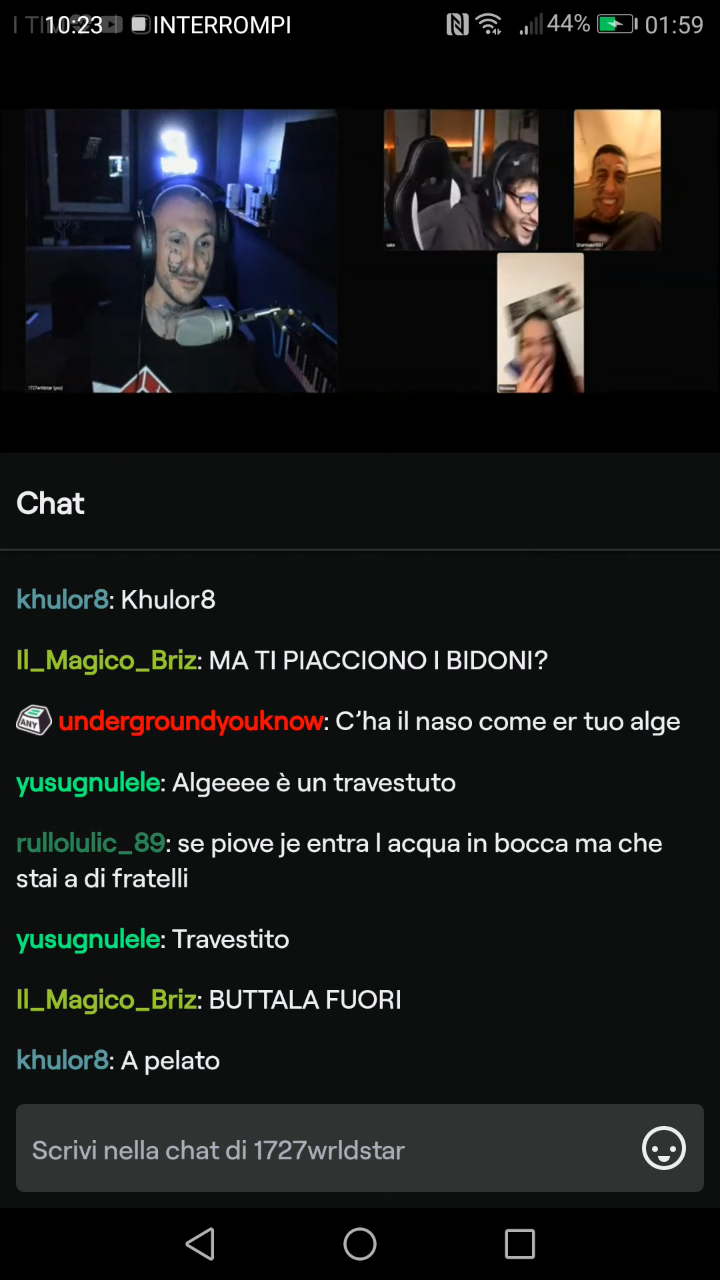 10:23 INTERROMPI 44% 01:59
Chat
khulor8: Khulor8
Il_Magico_Briz: MA TI PIACCIONO I BIDONI?
ANY undergroundyouknow: C’ha il naso come er tuo alge
yusugnulele: Algeeee è un travestuto
rullolulic_89: se piove je entra l acqua in bocca ma che
stai a di fratelli
yusugnulele: Travestito
Il_Magico_Briz: BUTTALA FUORI
khulor8: A pelato
Scrivi nella chat di 1727wrldstar